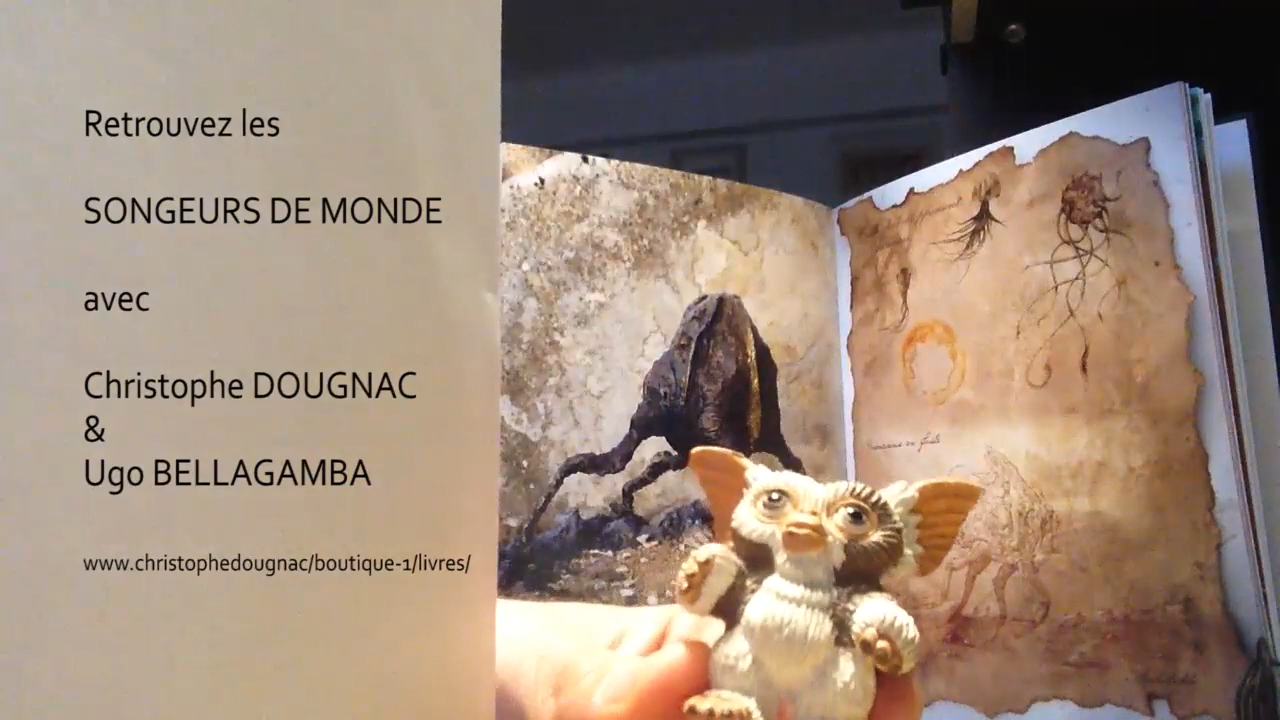 Retrouvez les
SONGEURS DE MONDE
avec
Christophe DOUGNAC
&
Ugo BELLAGAMBA
www.christophedougnac/boutique-1/livres/